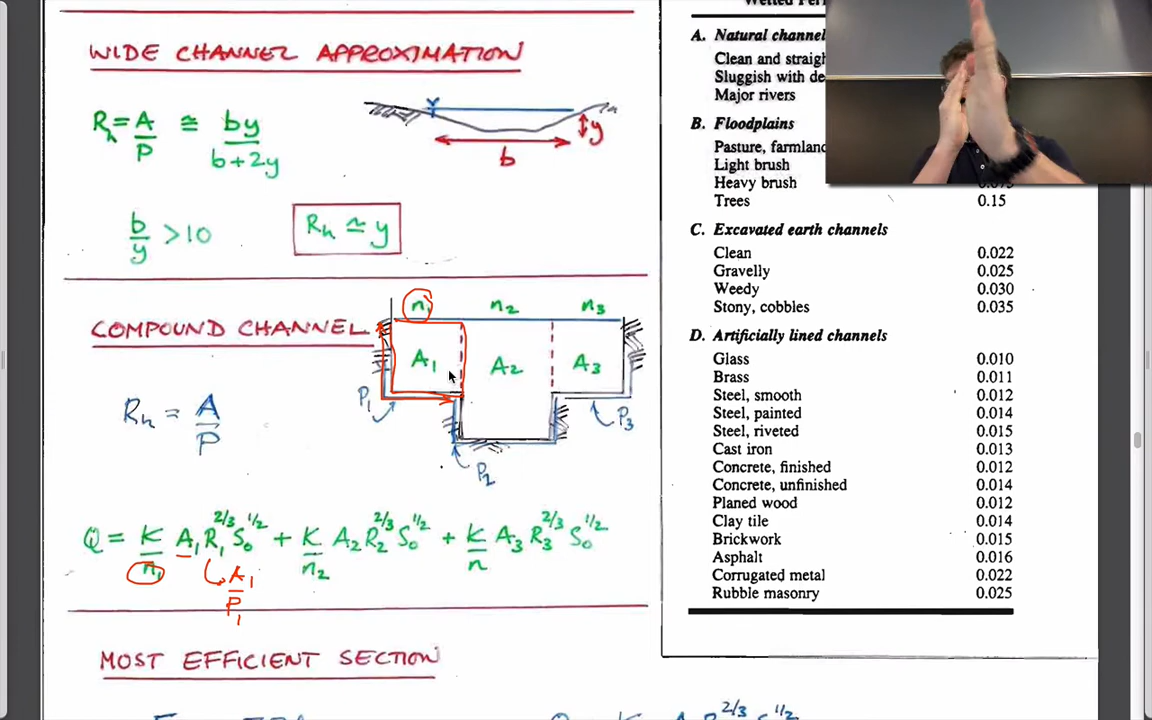 WIDE CHANNEL APPROXIMATION
Rh = A/P ≅ by/(b+2y)
y
b
b/y > 10
Rh ≅ y
COMPOUND CHANNEL
n1 n2 n3
A1 A2 A3
P1
P3
P2
Rh = A/P
Q = K/n1 A1 R1^2/3 S0^1/2 + K/n2 A2 R2^2/3 S0^1/2 + K/n A3 R3^2/3 S0^1/2
A1/P1
MOST EFFICIENT SECTION
A. Natural channel
Clean and straigh
Sluggish with de
Major rivers
B. Floodplains
Pasture, farmland
Light brush
Heavy brush
Trees 0.15
C. Excavated earth channels
Clean 0.022
Gravelly 0.025
Weedy 0.030
Stony, cobbles 0.035
D. Artificially lined channels
Glass 0.010
Brass 0.011
Steel, smooth 0.012
Steel, painted 0.014
Steel, riveted 0.015
Cast iron 0.013
Concrete, finished 0.012
Concrete, unfinished 0.014
Planed wood 0.012
Clay tile 0.014
Brickwork 0.015
Asphalt 0.016
Corrugated metal 0.022
Rubble masonry 0.025